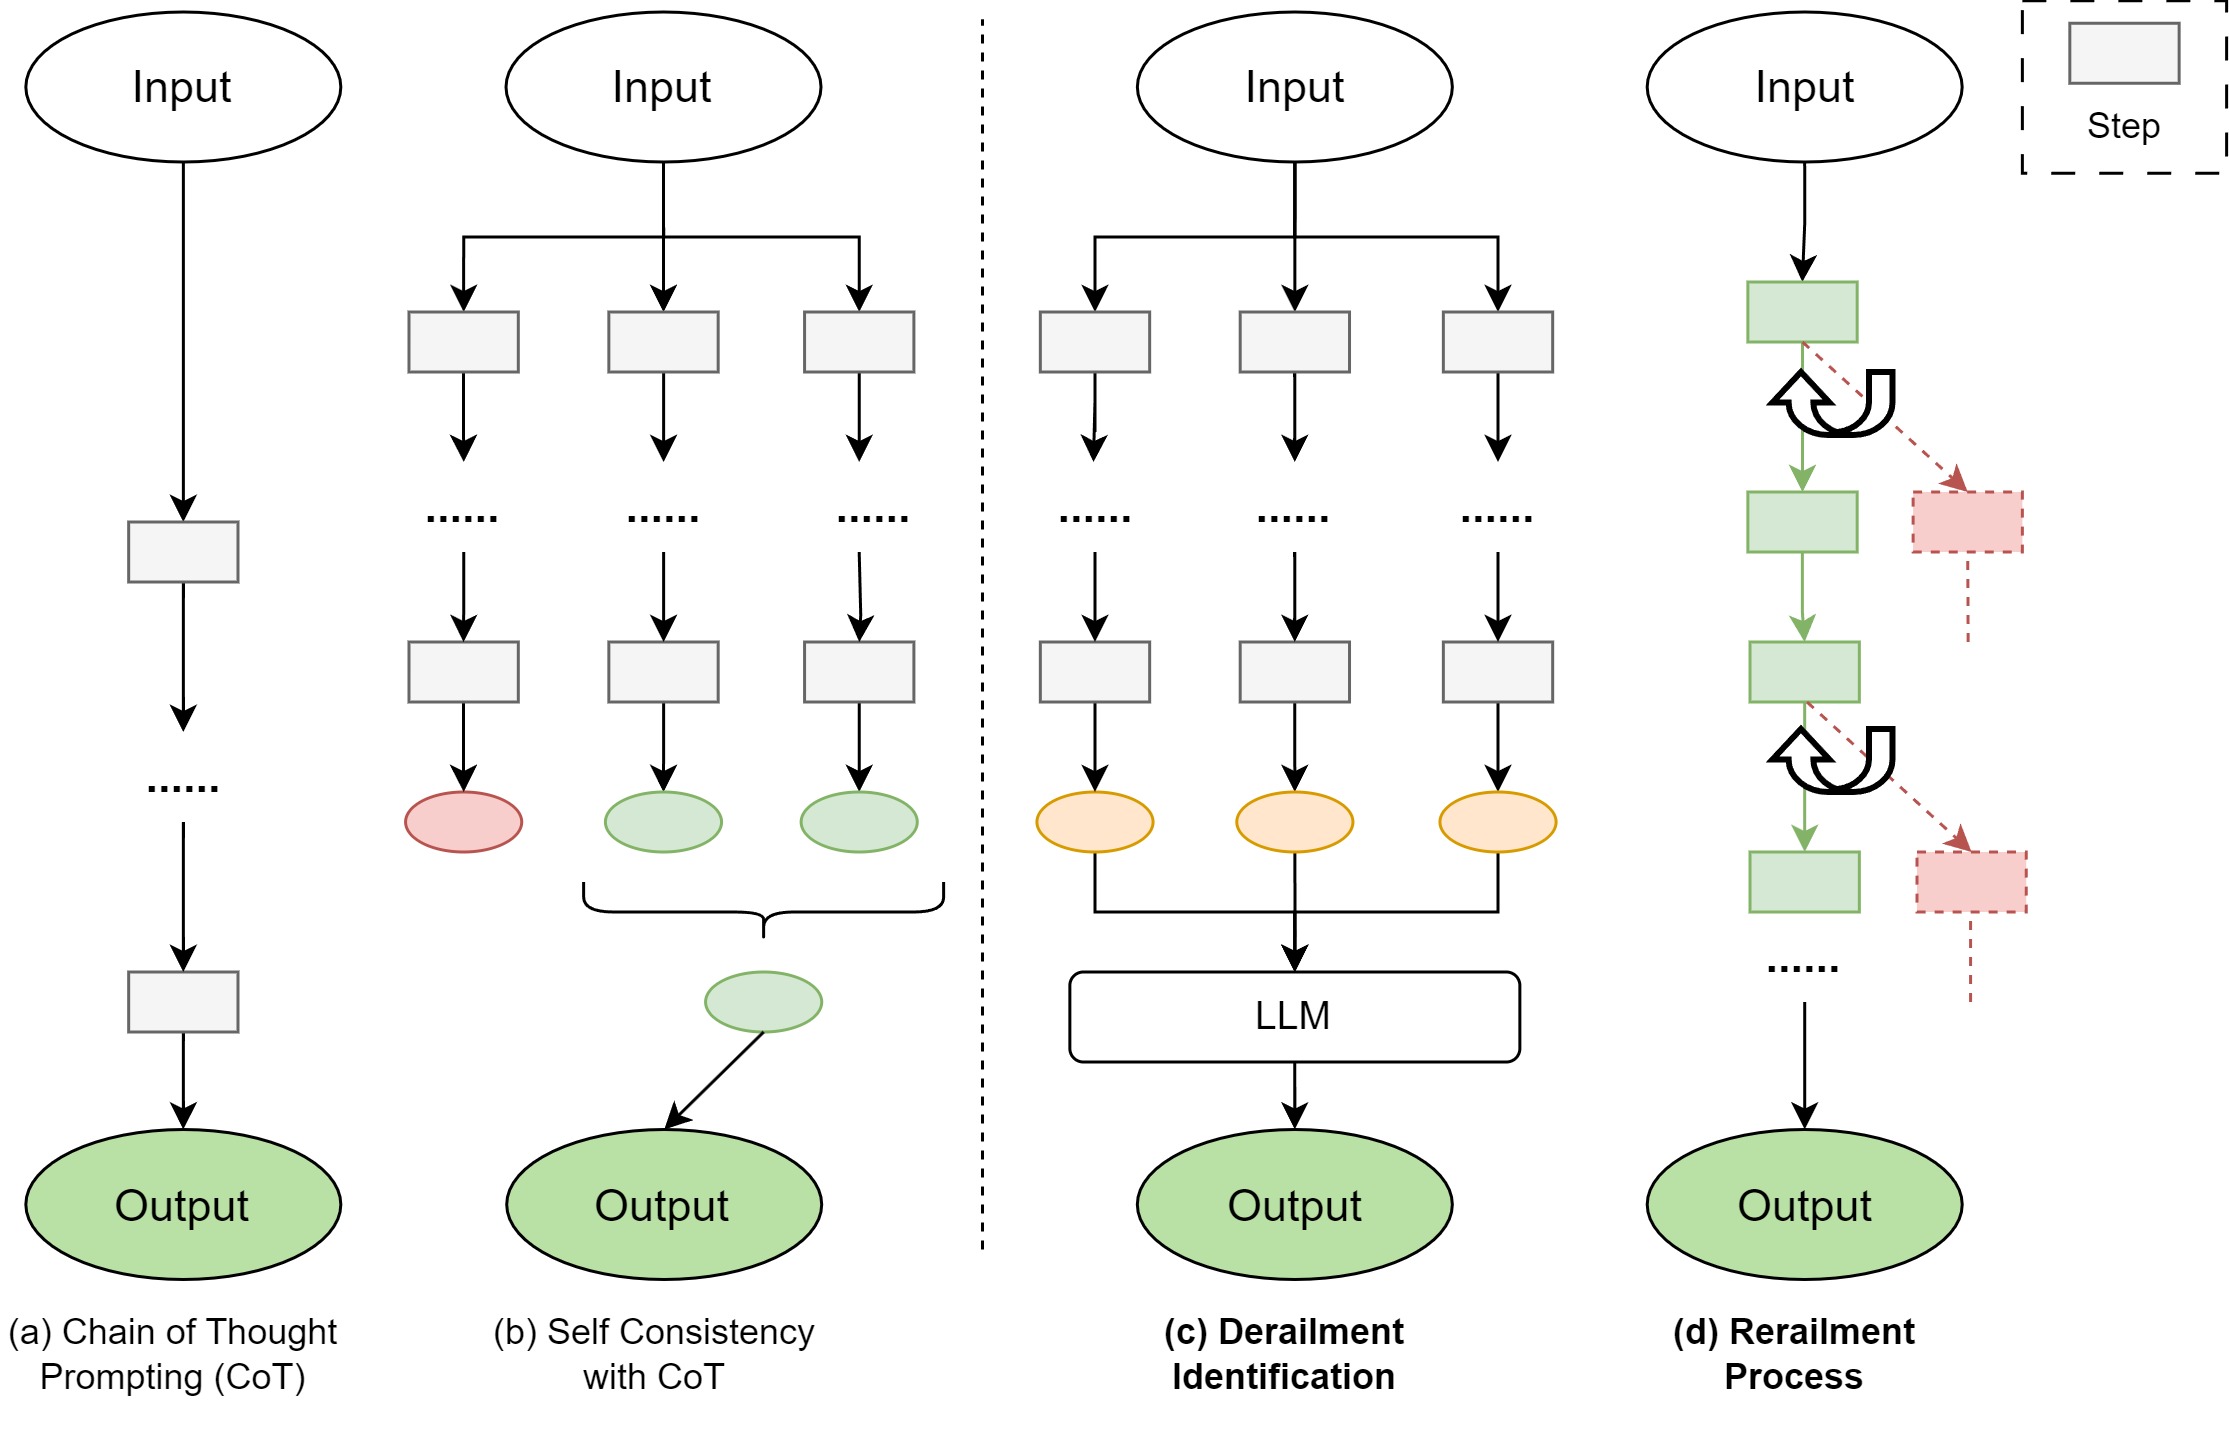 Input
Input
Input
Input
Step
......
......
......
......
......
......
......
......
LLM
Output
Output
Output
Output
(a) Chain of Thought
Prompting (CoT)
(b) Self Consistency
with CoT
(c) Derailment
Identification
(d) Rerailment
Process